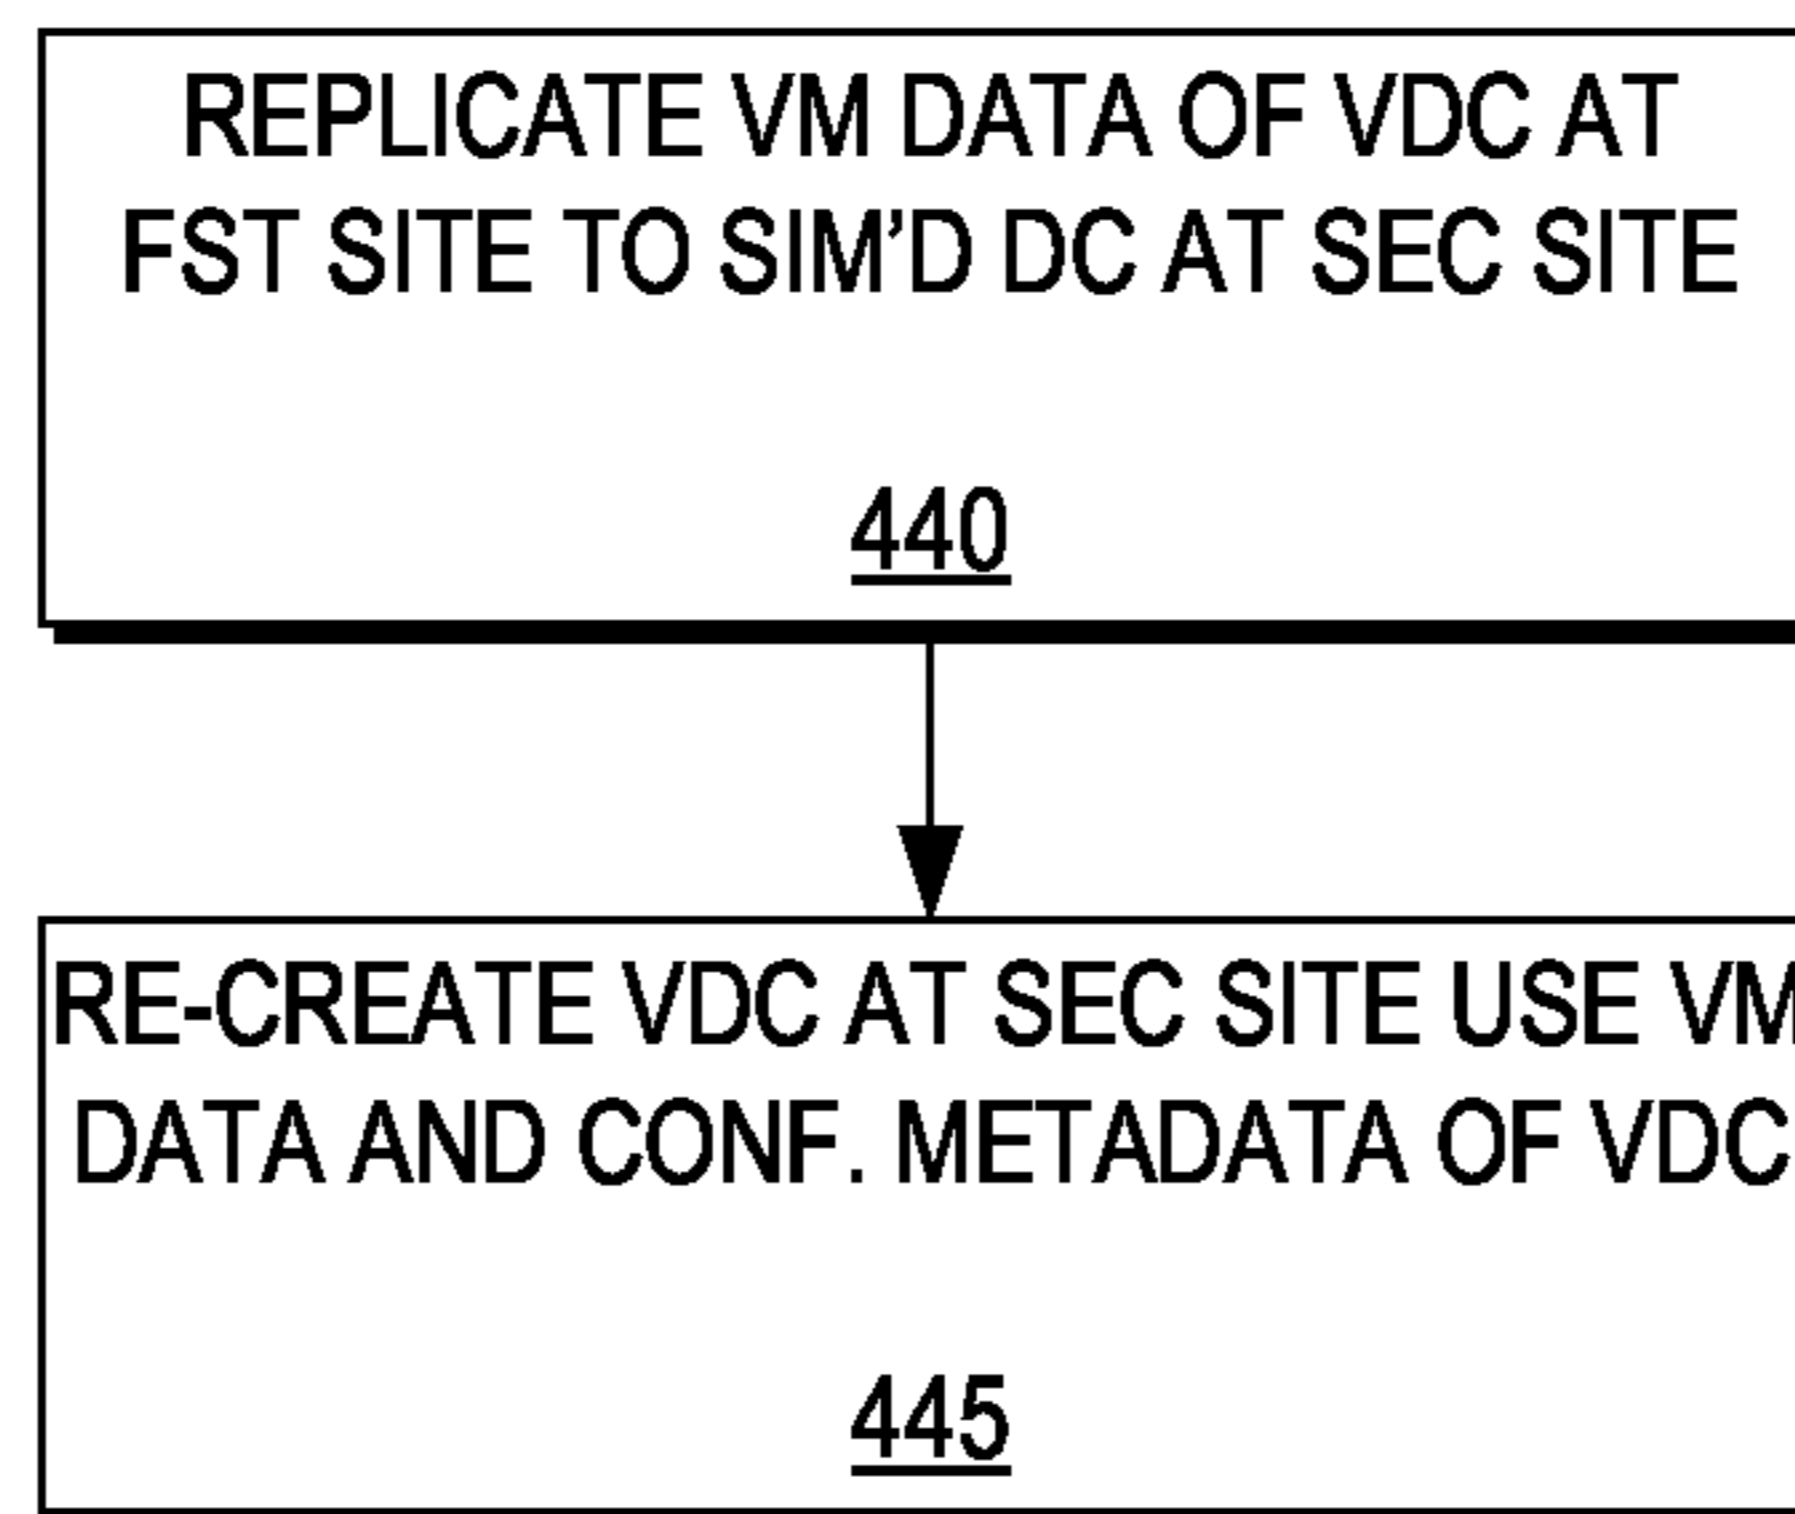 REPLICATE VM DATA OF VDC AT
FST SITE TO SIM’D DC AT SEC SITE
440
RE-CREATE VDC AT SEC SITE USE VM
DATA AND CONF. METADATA OF VDC
445